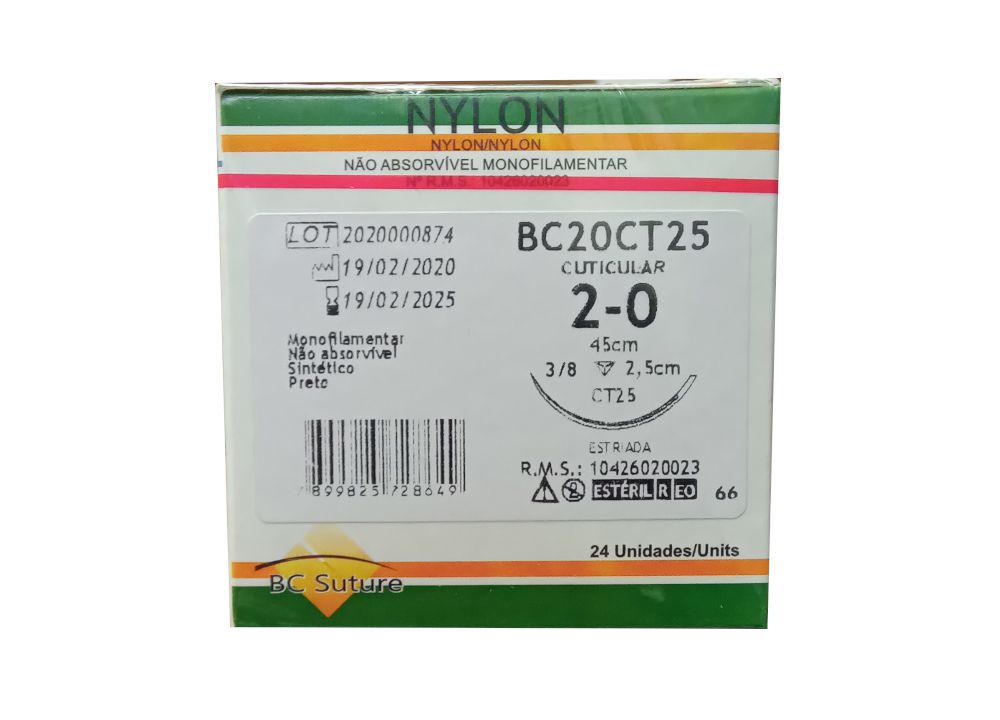 NYLON
NYLON/NYLON
NÃO ABSORVÍVEL MONOFILAMENTAR
Nº R.M.S.: 10426020023
LOT 2020000874
19/02/2020
19/02/2025
Monofilamentar
Não absorvível
Sintético
Preto
7899825728649
BC20CT25
CUTICULAR
2-0
45cm
3/8 2,5cm
CT25
ESTRIADA
R.M.S.: 10426020023
2 ESTÉRIL R EO 66
24 Unidades/Units
BC Suture